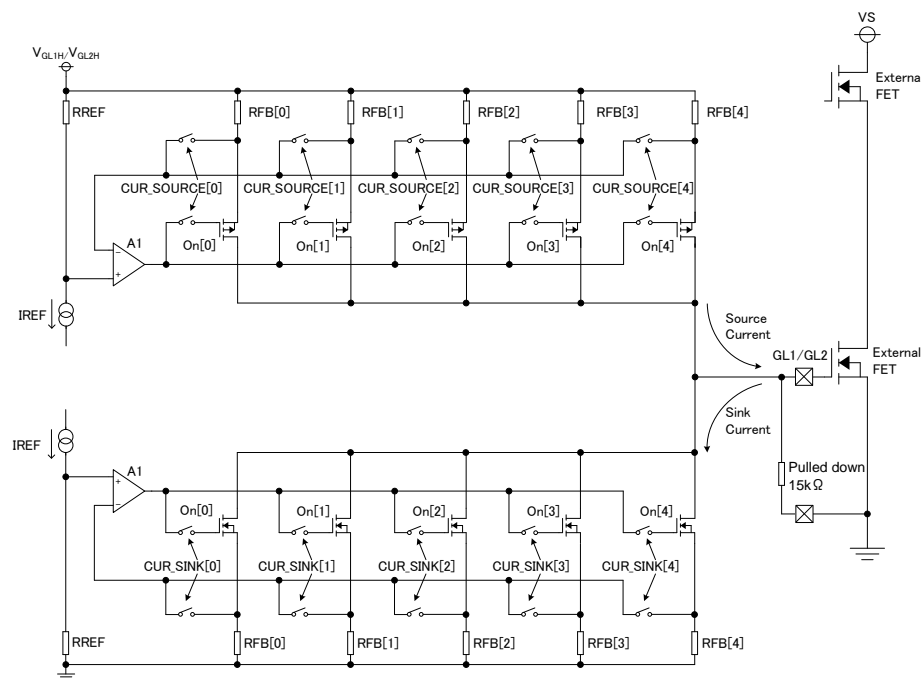 VS
V_GL1H/V_GL2H
External
FET
RREF
RFB[0] RFB[1] RFB[2] RFB[3] RFB[4]
CUR_SOURCE[0] CUR_SOURCE[1] CUR_SOURCE[2] CUR_SOURCE[3] CUR_SOURCE[4]
A1
−
+
On[0] On[1] On[2] On[3] On[4]
IREF
Source
Current
GL1/GL2
External
FET
Sink
Current
IREF
A1
+
−
On[0] On[1] On[2] On[3] On[4]
Pulled down
15kΩ
CUR_SINK[0] CUR_SINK[1] CUR_SINK[2] CUR_SINK[3] CUR_SINK[4]
RREF
RFB[0] RFB[1] RFB[2] RFB[3] RFB[4]